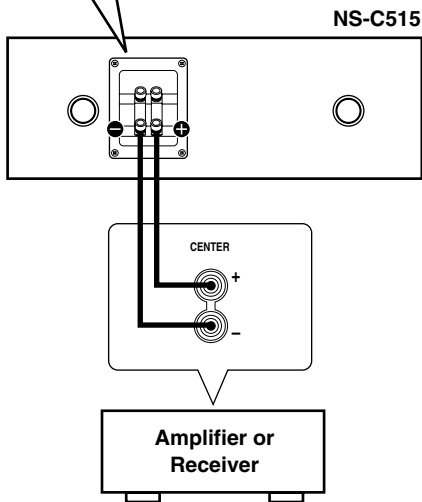 NS-C515
– +
CENTER
+
–
Amplifier or
Receiver